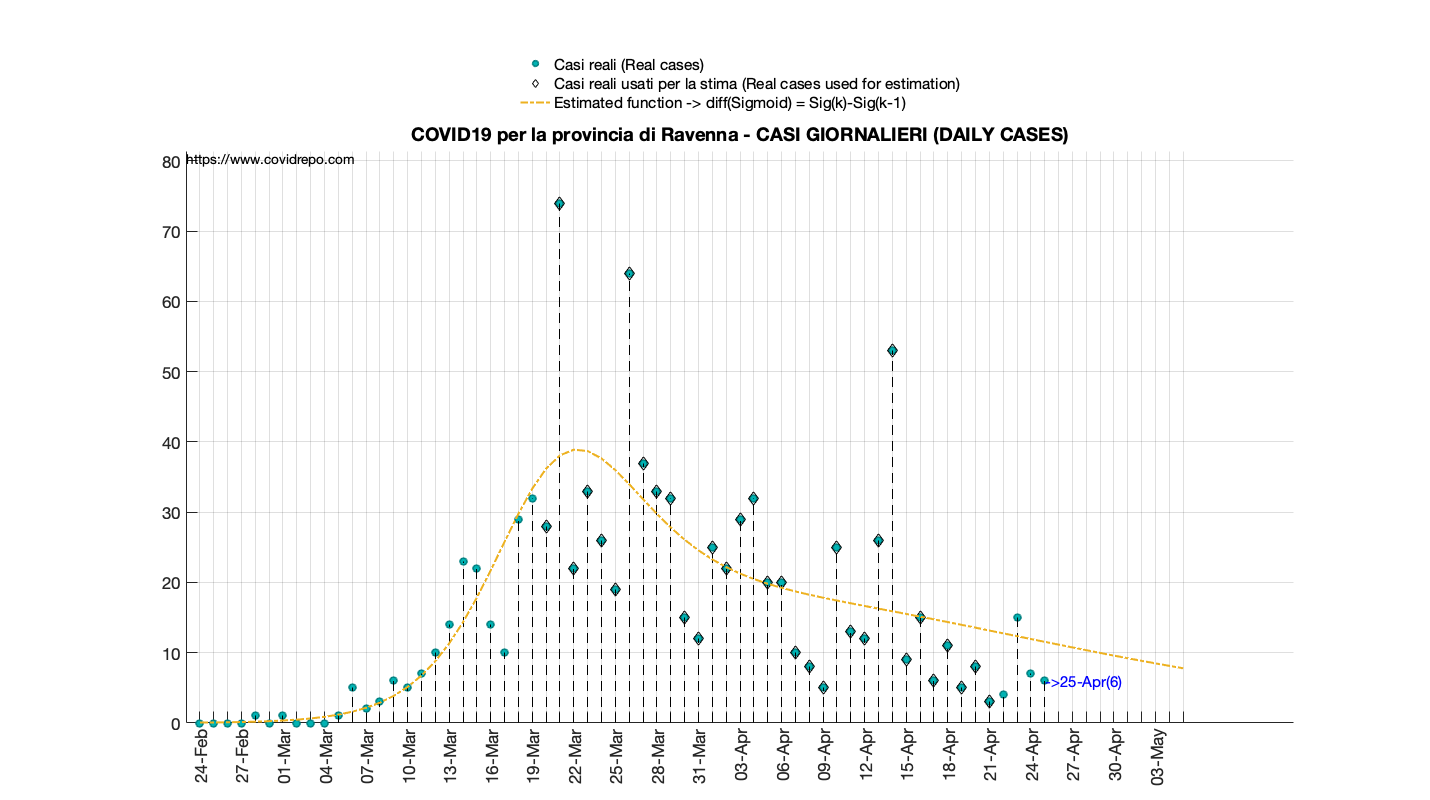 Casi reali (Real cases)
Casi reali usati per la stima (Real cases used for estimation)
Estimated function -> diff(Sigmoid) = Sig(k)-Sig(k-1)
COVID19 per la provincia di Ravenna - CASI GIORNALIERI (DAILY CASES)
https://www.covidrepo.com
80
70
60
50
40
30
20
10
0
->25-Apr(6)
24-Feb
27-Feb
01-Mar
04-Mar
07-Mar
10-Mar
13-Mar
16-Mar
19-Mar
22-Mar
25-Mar
28-Mar
31-Mar
03-Apr
06-Apr
09-Apr
12-Apr
15-Apr
18-Apr
21-Apr
24-Apr
27-Apr
30-Apr
03-May